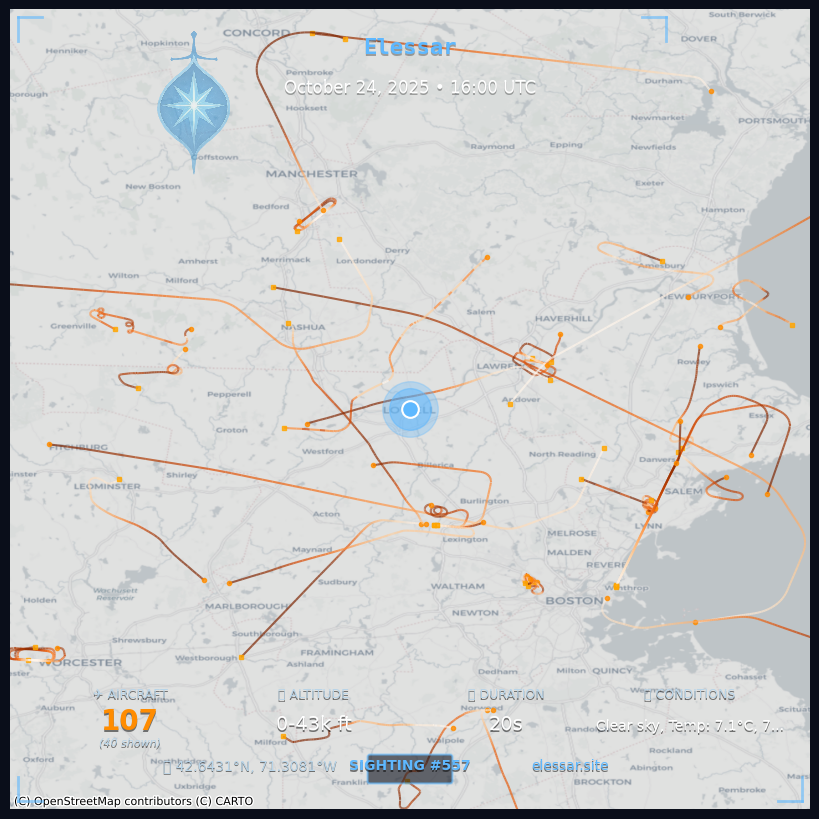 South Berwick
CONCORD
Hopkinton
Henniker
DOVER
Elessar
Pembroke
Durham
October 24, 2025 • 16:00 UTC
Hooksett
Newmarket
PORTSMOUTH
Raymond
Epping
Newfields
Goffstown
MANCHESTER
New Boston
Exeter
Bedford
Hampton
Derry
Amherst
Merrimack
Londonderry
Amesbury
Wilton
Milford
NEWBURYPORT
Salem
HAVERHILL
Greenville
NASHUA
Rowley
Pepperell
Ipswich
Andover
Groton
Essex
FITCHBURG
Westford
North Reading
Danvers
Billerica
Shirley
LEOMINSTER
SALEM
Burlington
Acton
LYNN
Lexington
MELROSE
Maynard
MALDEN
REVERE
Sudbury
WALTHAM
Winthrop
Wachusett
Reservoir
Holden
BOSTON
MARLBOROUGH
NEWTON
Southborough
Shrewsbury
FRAMINGHAM
Westborough
WORCESTER
Ashland
Dedham
Milton
QUINCY
Cohasset
✈ AIRCRAFT
ALTITUDE
DURATION
CONDITIONS
Auburn
Norwood
107
0-43k ft
20s
Clear sky, Temp: 7.1°C, 7...
(40 shown)
Milford
Walpole
Rockland
Oxford
42.6431°N, 71.3081°W
SIGHTING #557
elessar.site
Abington
Franklin
BROCKTON
Uxbridge
Pembroke
(C) OpenStreetMap contributors (C) CARTO